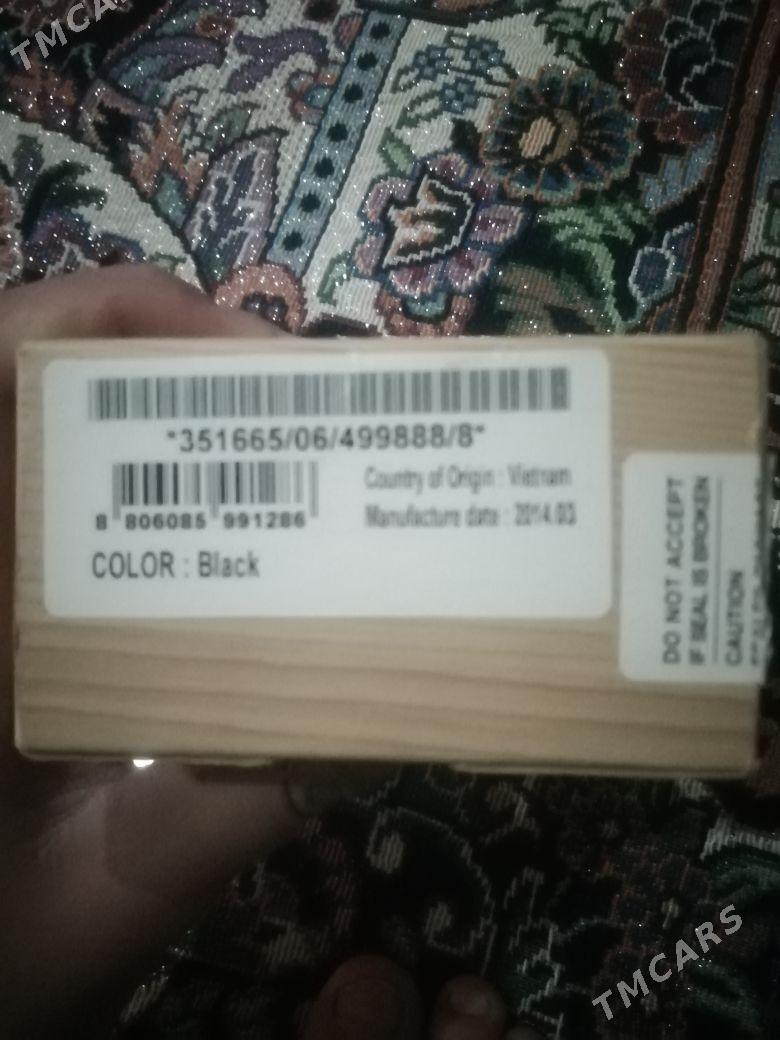 TMCARS
"351665/06/499888/8"
8 806085 991286
Country of Origin : Vietnam
Manufacture date : 2014.03
COLOR : Black
DO NOT ACCEPT
IF SEAL IS BROKEN
CAUTION
TMCARS